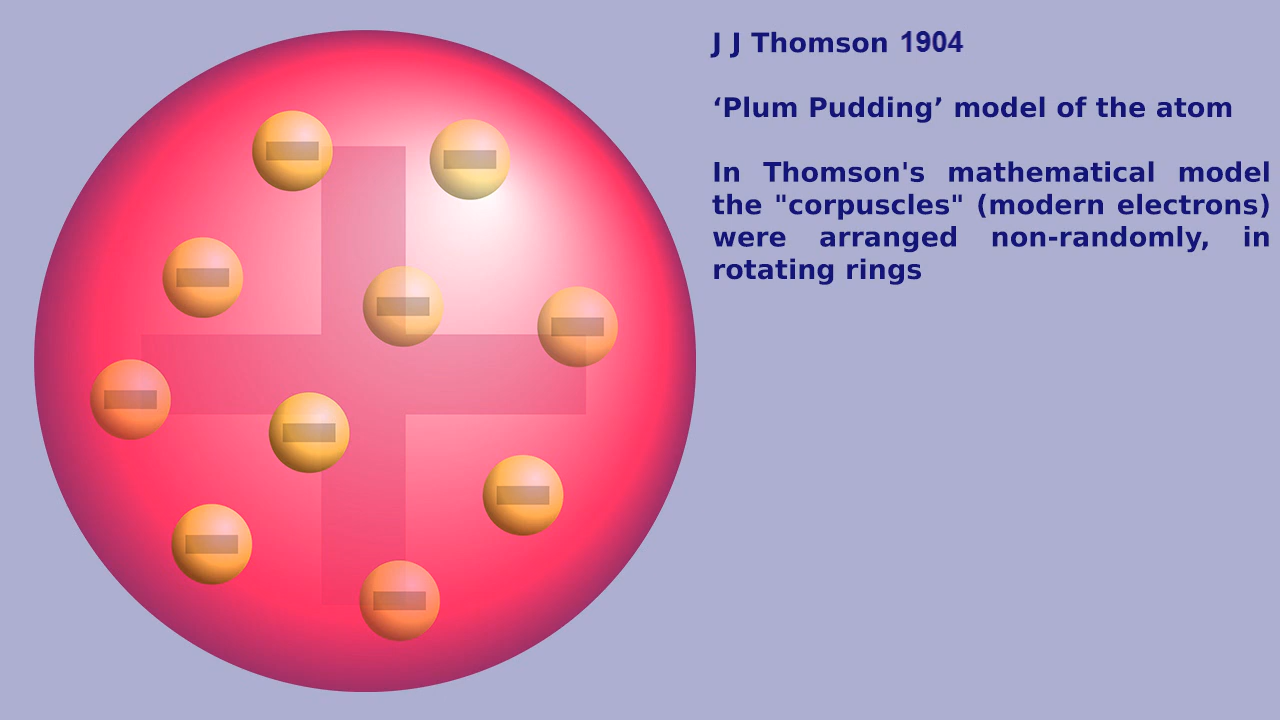 J J Thomson 1904
‘Plum Pudding’ model of the atom
In Thomson's mathematical model
the "corpuscles" (modern electrons)
were arranged non-randomly, in
rotating rings